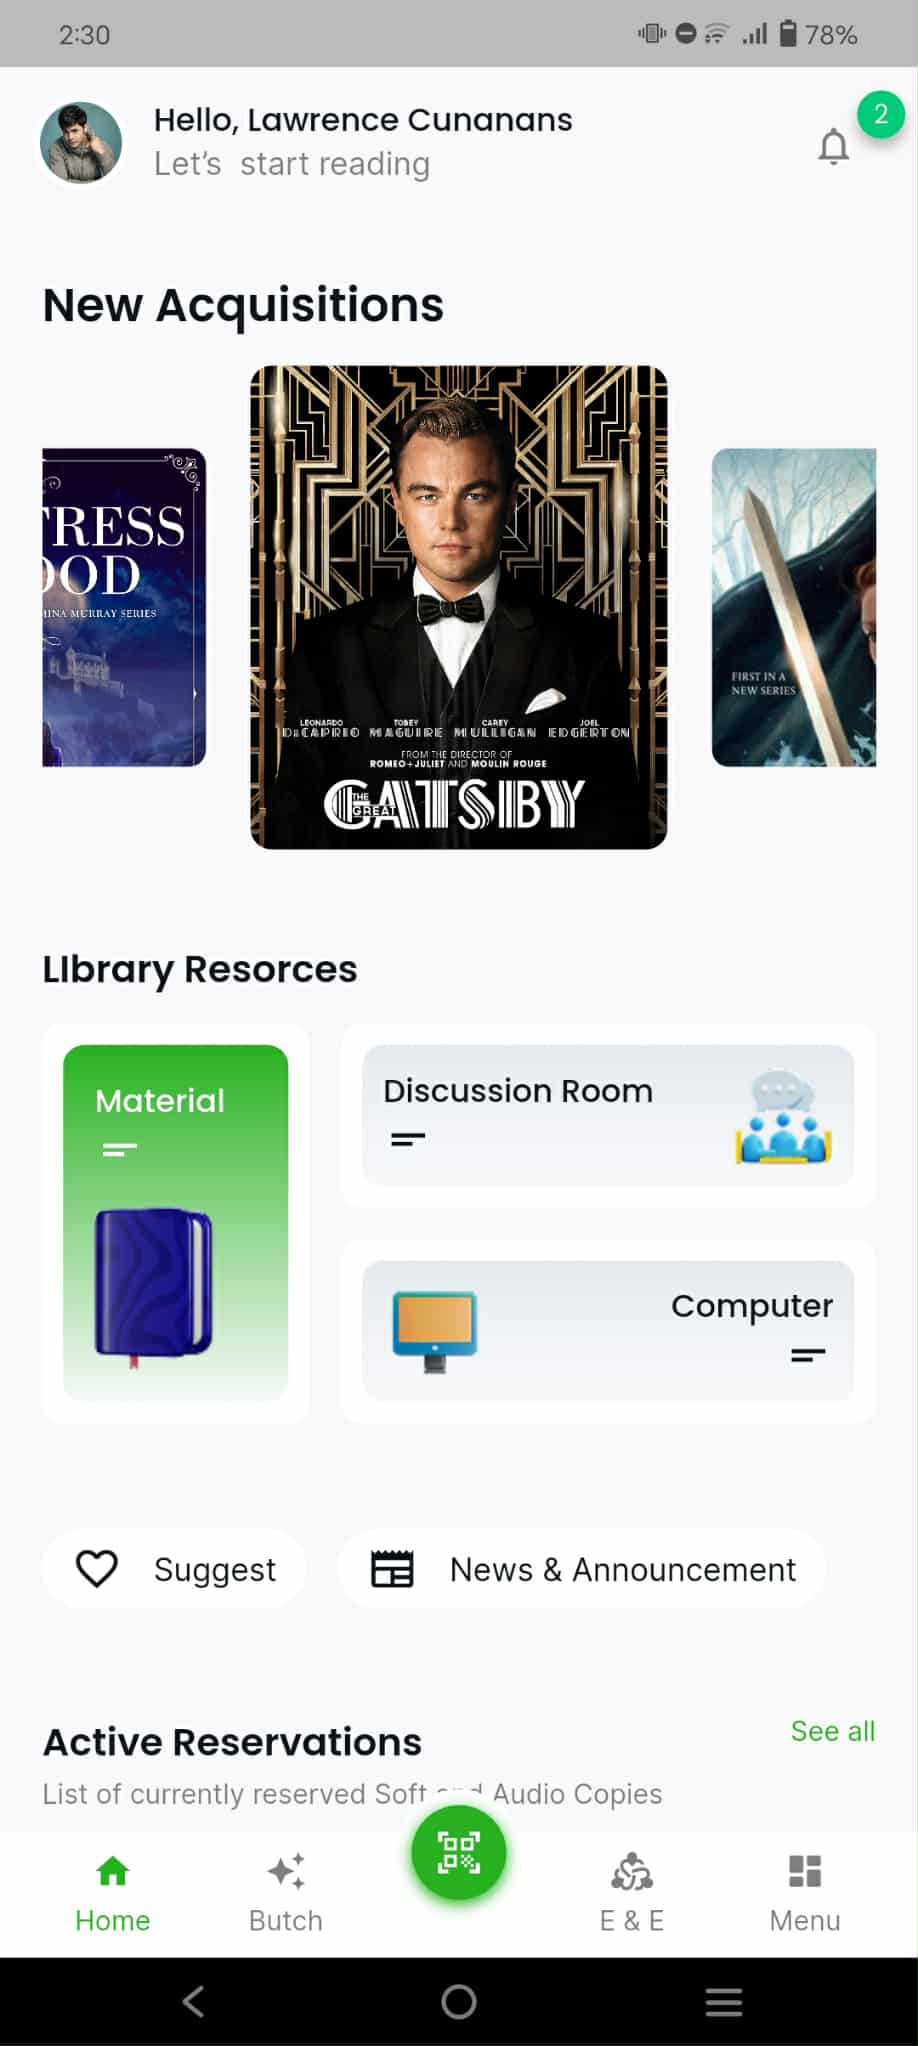 2:30
78%
Hello, Lawrence Cunanans
2
Let's  start reading
New Acquisitions
TRESS
OOD
MINA MURRAY SERIES
LEONARDO TOBEY CAREY JOEL
DiCAPRIO MAGUIRE MULLIGAN EDGERTON
FROM THE DIRECTOR OF
ROMEO+JULIET AND MOULIN ROUGE
THE GREAT GATSBY
FIRST IN A
NEW SERIES
LIbrary Resorces
Material
Discussion Room
Computer
Suggest
News & Announcement
Active Reservations
See all
List of currently reserved Soft and Audio Copies
Home
Butch
E & E
Menu